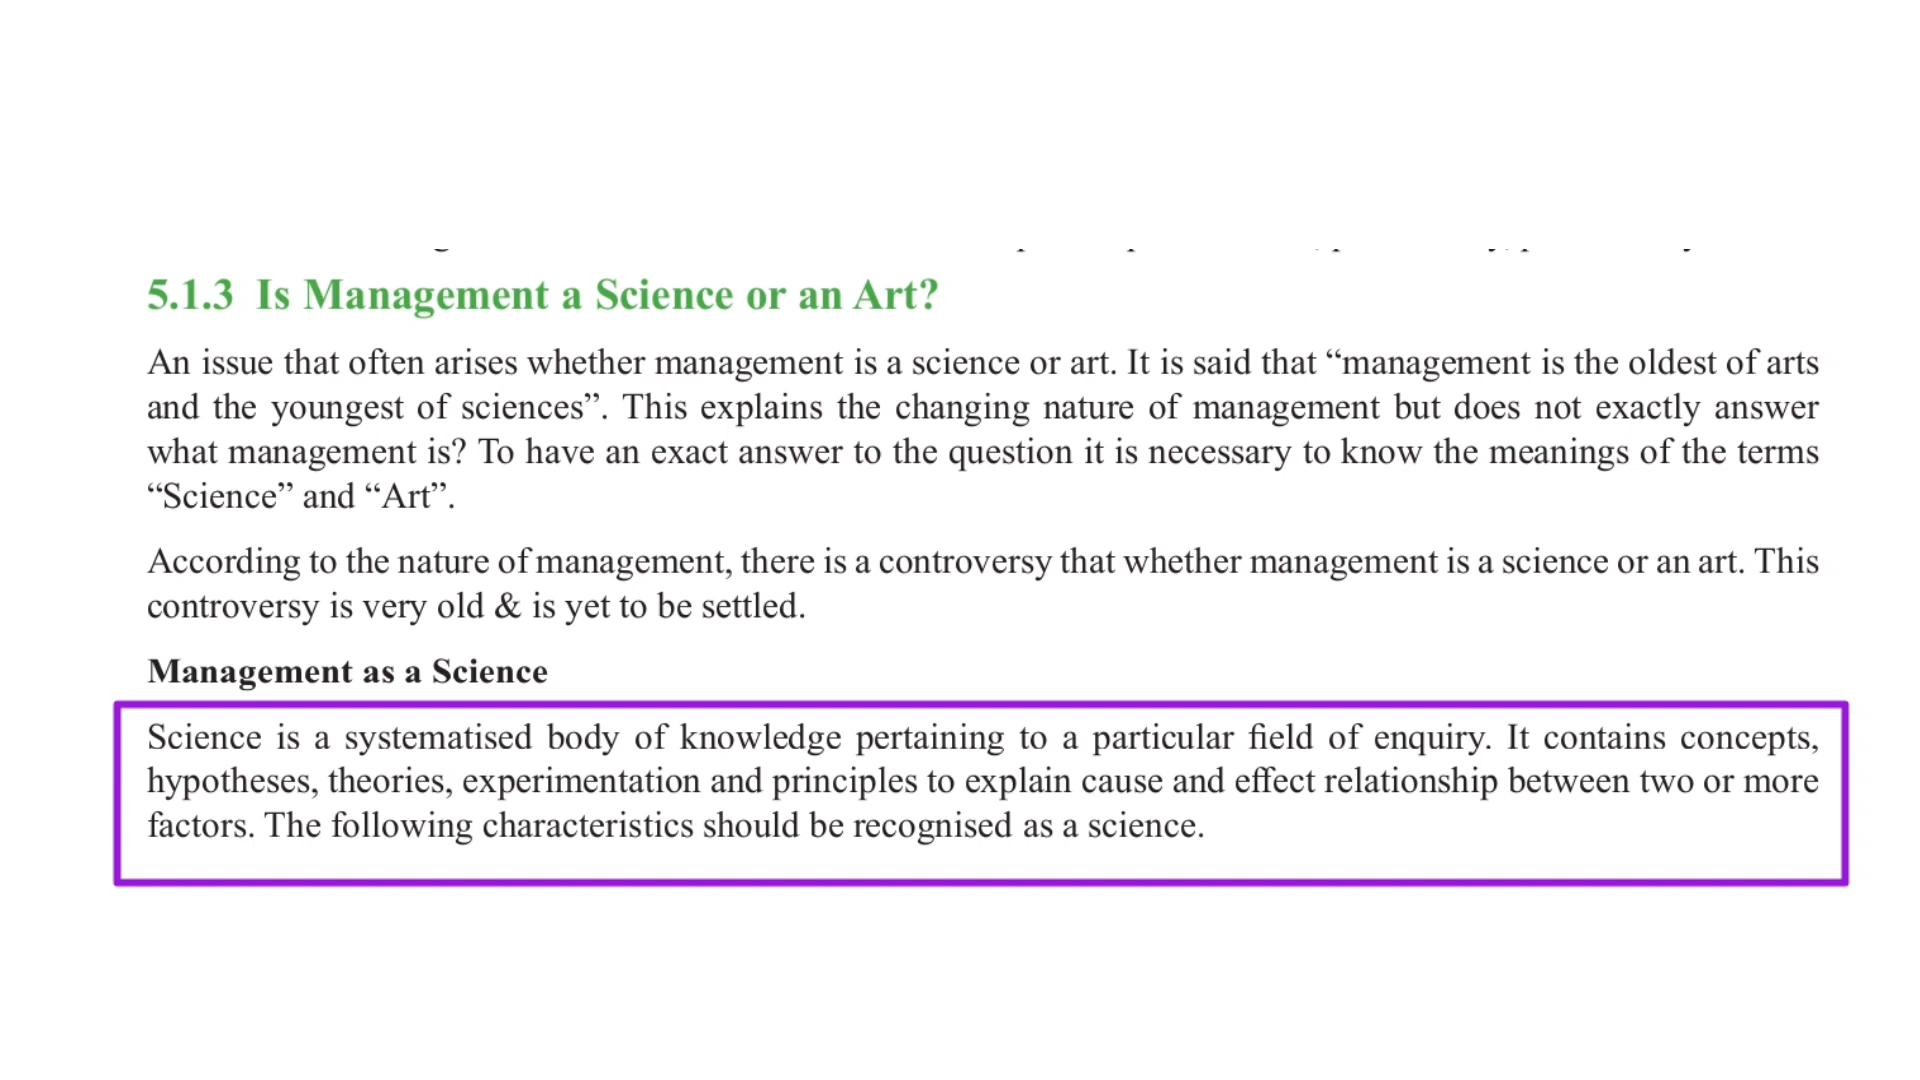 5.1.3 Is Management a Science or an Art?
An issue that often arises whether management is a science or art. It is said that “management is the oldest of arts
and the youngest of sciences”. This explains the changing nature of management but does not exactly answer
what management is? To have an exact answer to the question it is necessary to know the meanings of the terms
“Science” and “Art”.
According to the nature of management, there is a controversy that whether management is a science or an art. This
controversy is very old & is yet to be settled.
Management as a Science
Science is a systematised body of knowledge pertaining to a particular field of enquiry. It contains concepts,
hypotheses, theories, experimentation and principles to explain cause and effect relationship between two or more
factors. The following characteristics should be recognised as a science.